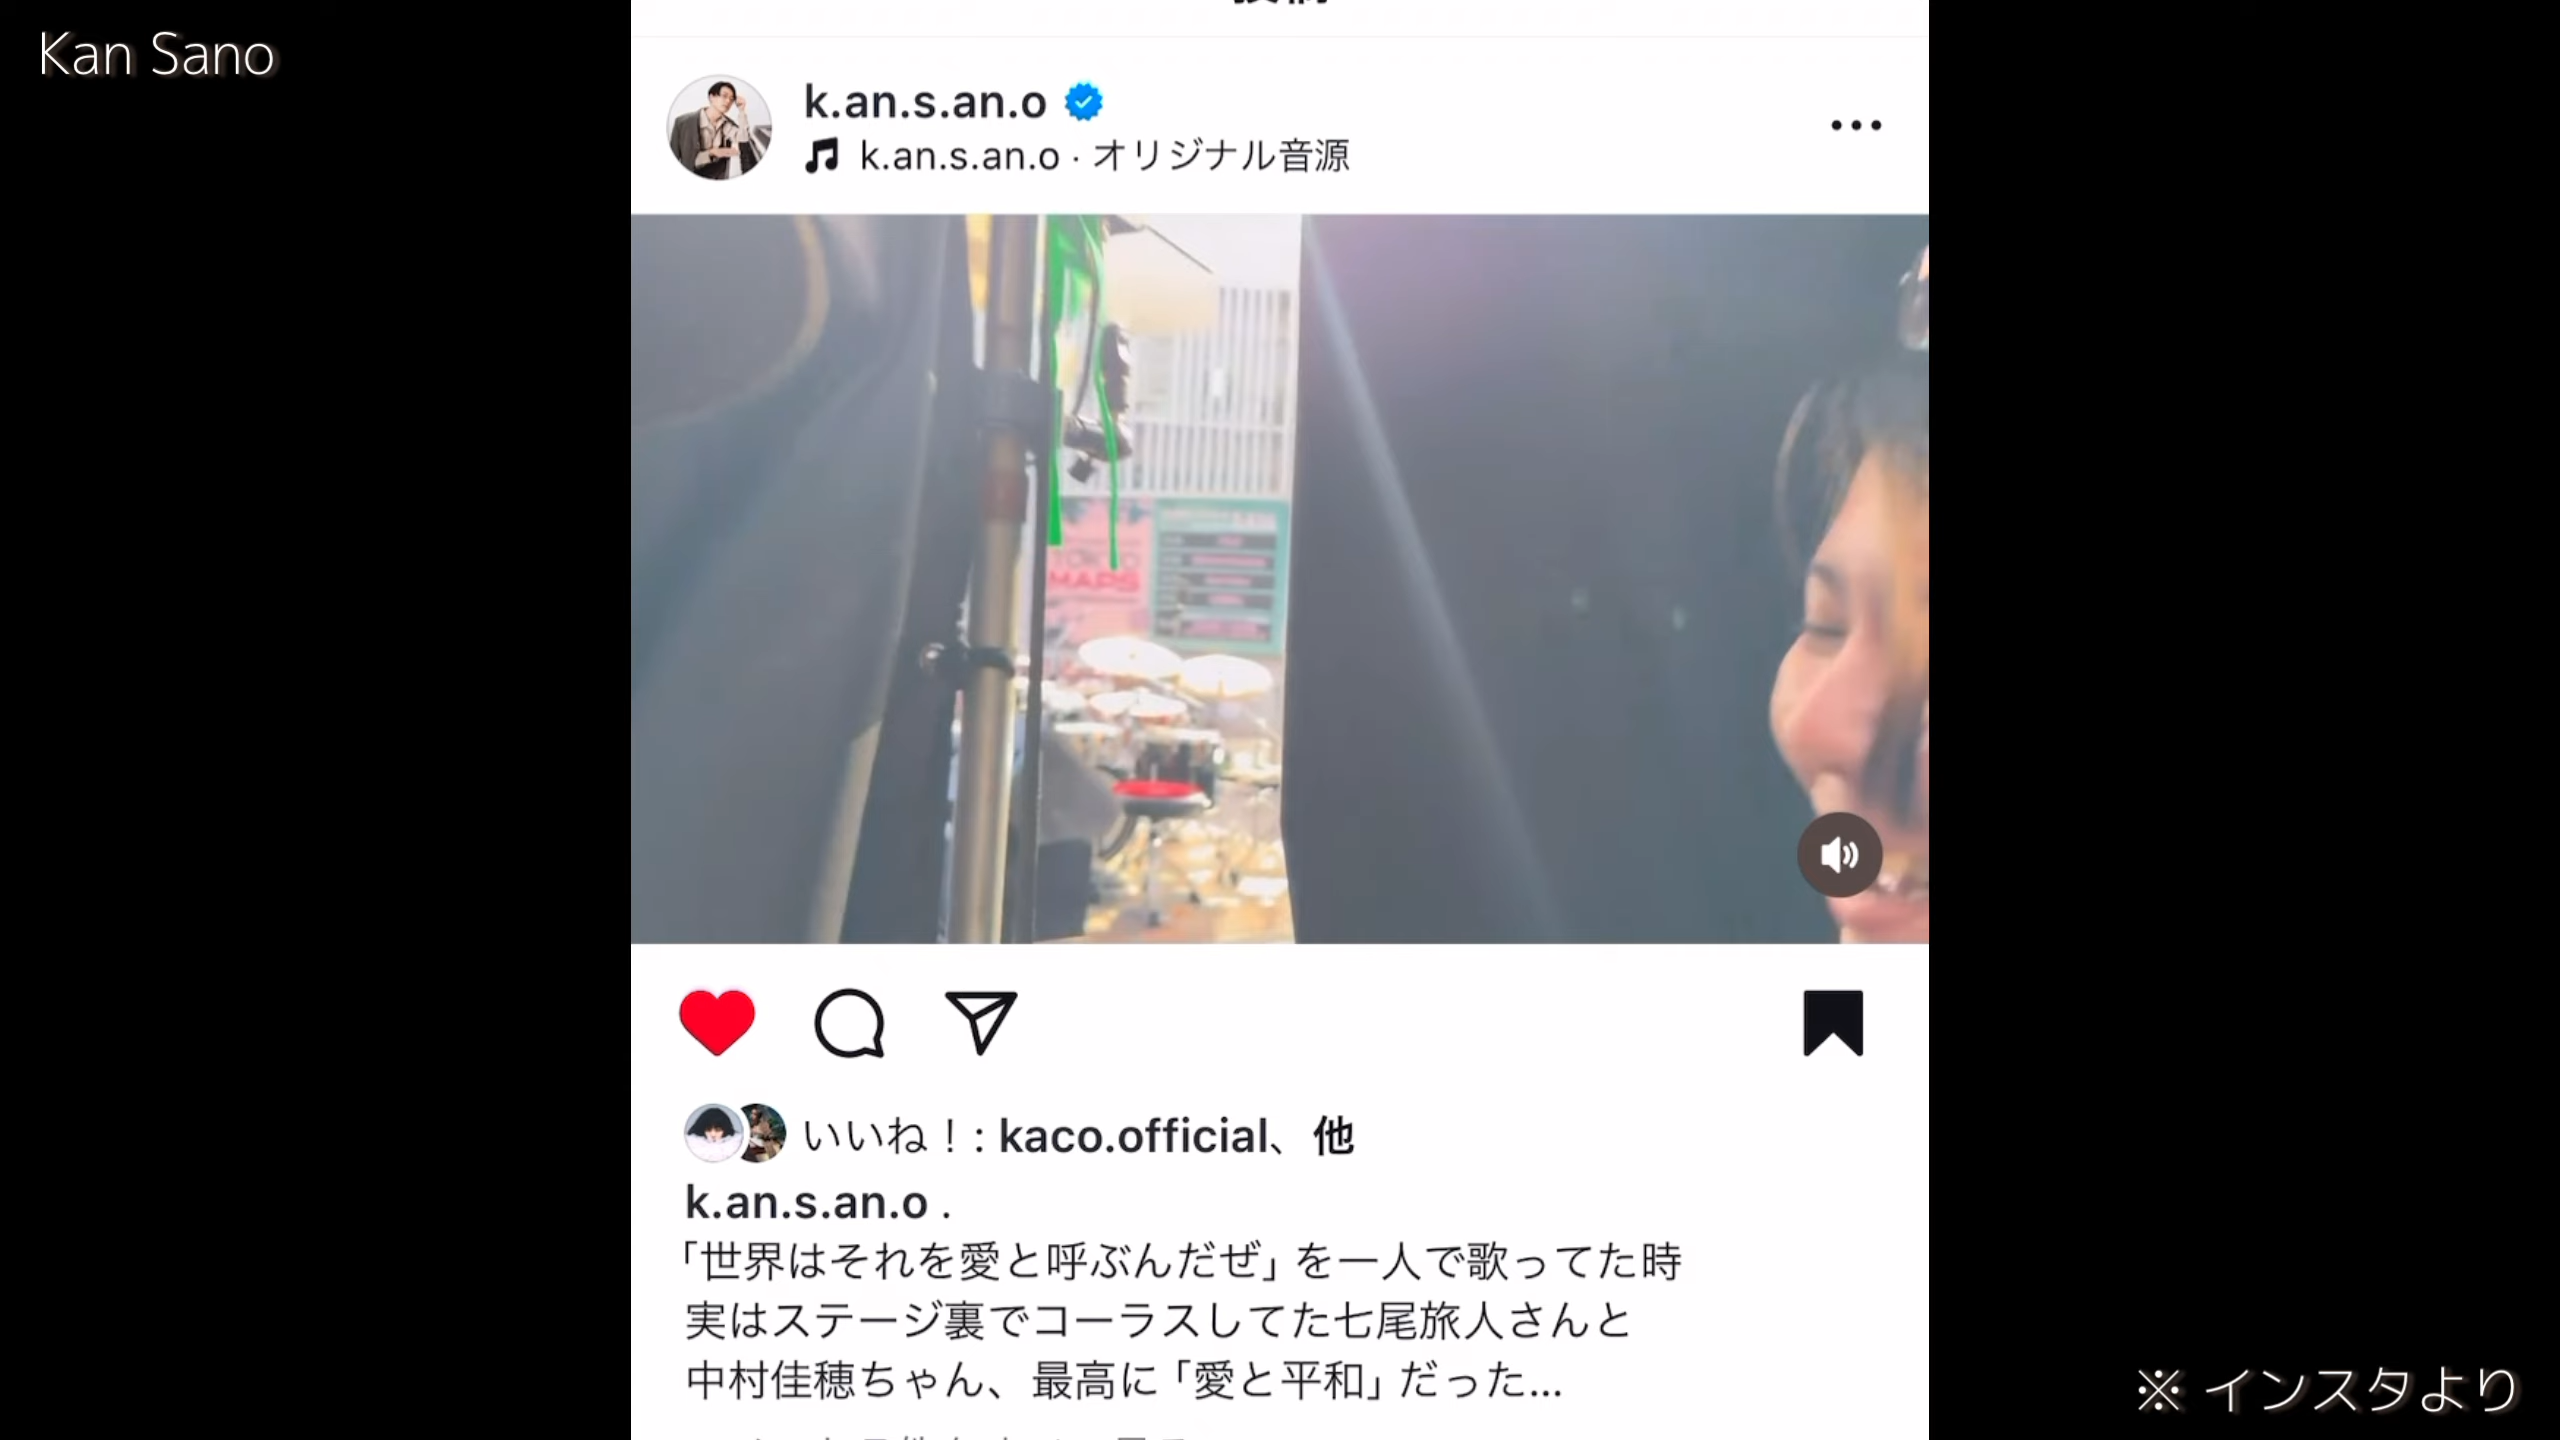 Kan Sano
k.an.s.an.o
k.an.s.an.o · オリジナル音源
TOKYO
MAPS
いいね！: kaco.official、他
k.an.s.an.o .
「世界はそれを愛と呼ぶんだぜ」を一人で歌ってた時
実はステージ裏でコーラスしてた七尾旅人さんと
中村佳穂ちゃん、最高に「愛と平和」だった...
※ インスタより